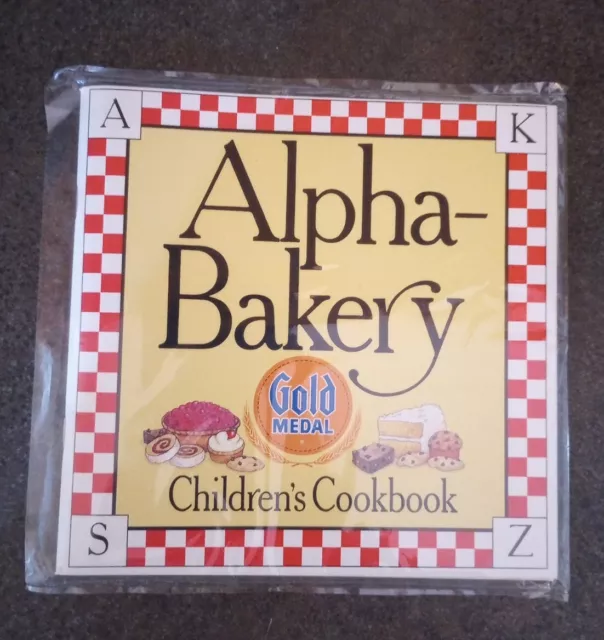 A
K
Alpha-
Bakery
Gold
MEDAL
Children's Cookbook
S
Z